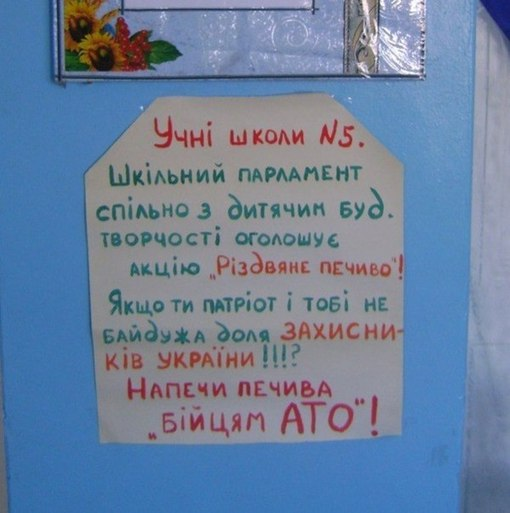 Учні школи №5.
Шкільний парламент
спільно з дитячим буд.
творчості оголошує
акцію „Різдвяне печиво"!
Якщо ти патріот і тобі не
байдужа доля ЗАХИСНИ-
КІВ УКРАЇНИ!!!?
Напечи печива
„Бійцям АТО"!